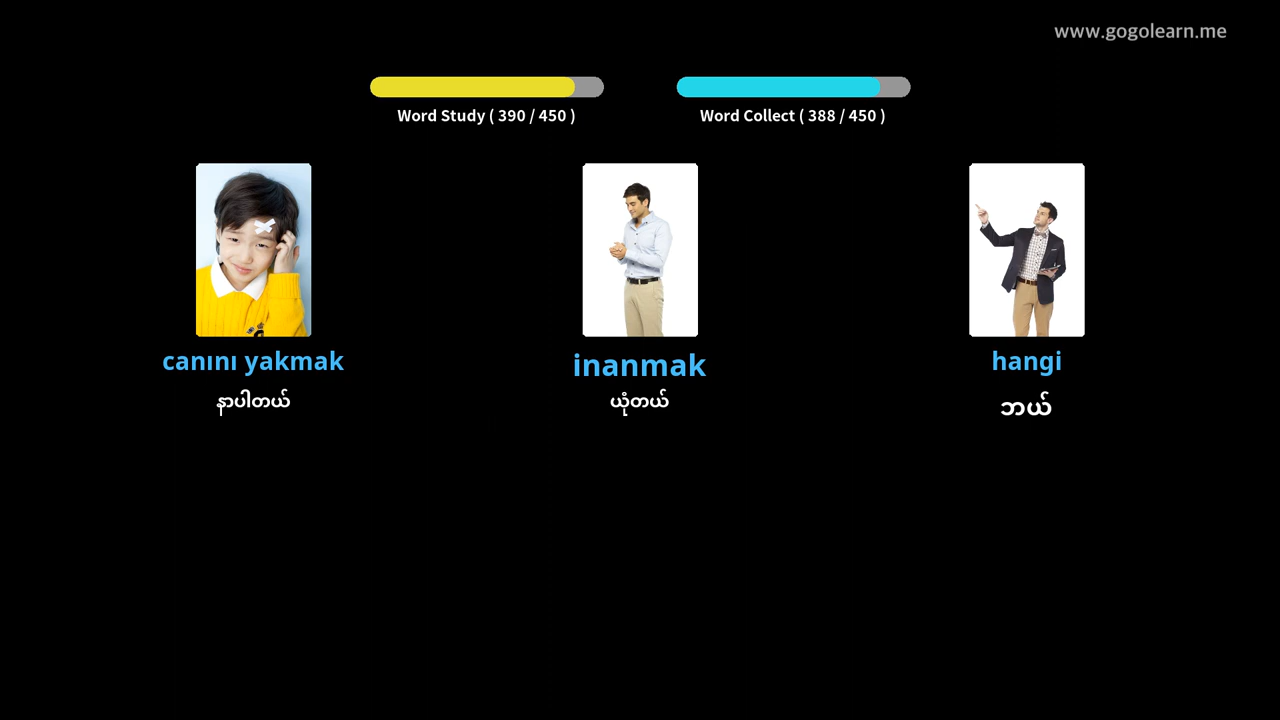 www.gogolearn.me
Word Study ( 390 / 450 )
Word Collect ( 388 / 450 )
canını yakmak
inanmak
hangi
နာပါတယ်
ယုံတယ်
ဘယ်